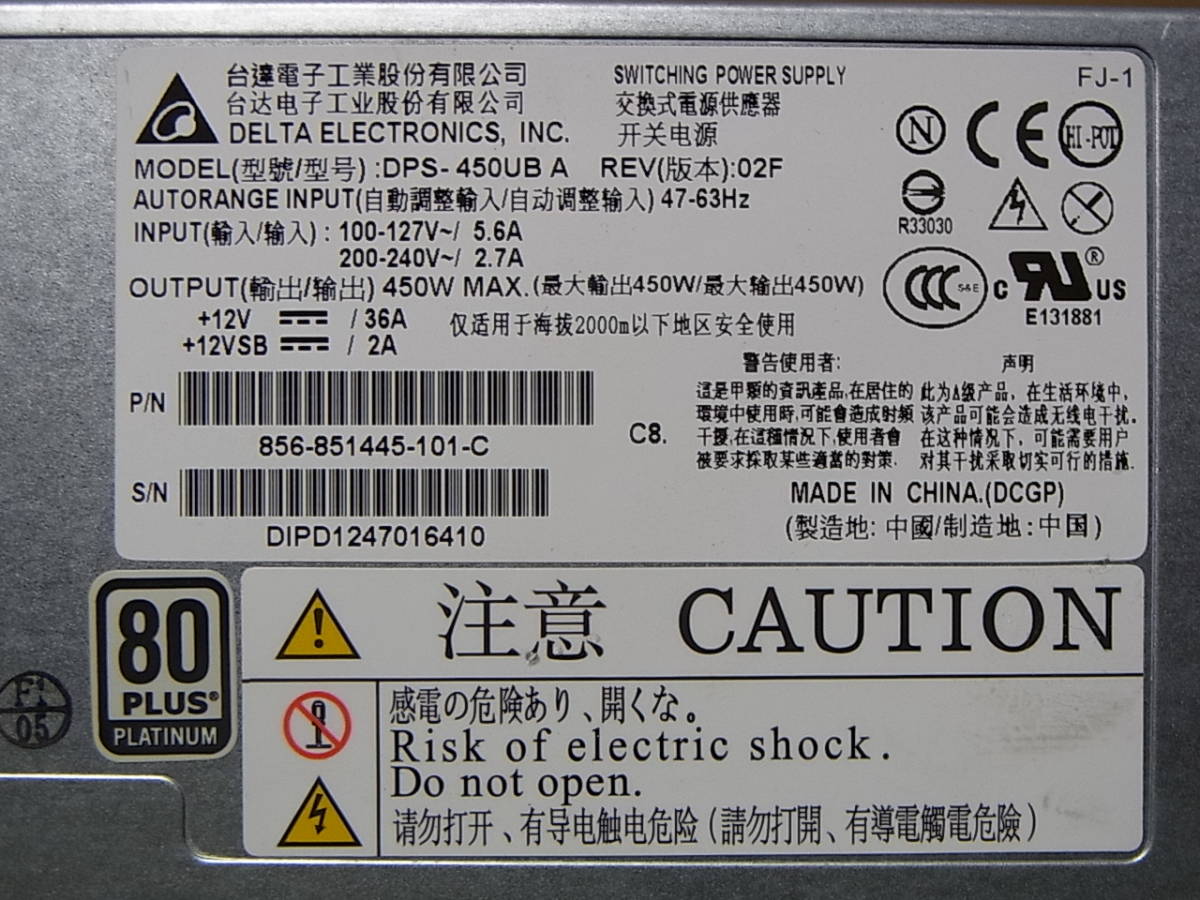 台達電子工業股份有限公司
台达电子工业股份有限公司
DELTA ELECTRONICS, INC.
SWITCHING POWER SUPPLY
交換式電源供應器
开关电源
FJ-1
MODEL(型號/型号) :DPS- 450UB A REV(版本):02F
AUTORANGE INPUT(自動調整輸入/自动调整输入) 47-63Hz
INPUT(輸入/输入) : 100-127V~/ 5.6A
200-240V~/ 2.7A
OUTPUT(輸出/输出) 450W MAX.(最大輸出450W/最大输出450W)
+12V / 36A
+12VSB / 2A
仅适用于海拔2000m以下地区安全使用
N
CE
HI-POT
R33030
CCC S&E
c RU ® US
E131881
P/N
856-851445-101-C
S/N
DIPD1247016410
C8.
警告使用者:
這是甲類的資訊產品,在居住的
環境中使用時,可能會造成射頻
干擾,在這種情況下,使用者會
被要求採取某些適當的對策.
声明
此为A级产品, 在生活环境中,
该产品可能会造成无线电干扰.
在这种情况下, 可能需要用户
对其干扰采取切实可行的措施.
MADE IN CHINA.(DCGP)
(製造地: 中國/制造地:中国)
80
PLUS®
PLATINUM
F1
05
注意 CAUTION
感電の危険あり、開くな。
Risk of electric shock.
Do not open.
请勿打开、有导电触电危险(請勿打開、有導電觸電危險)